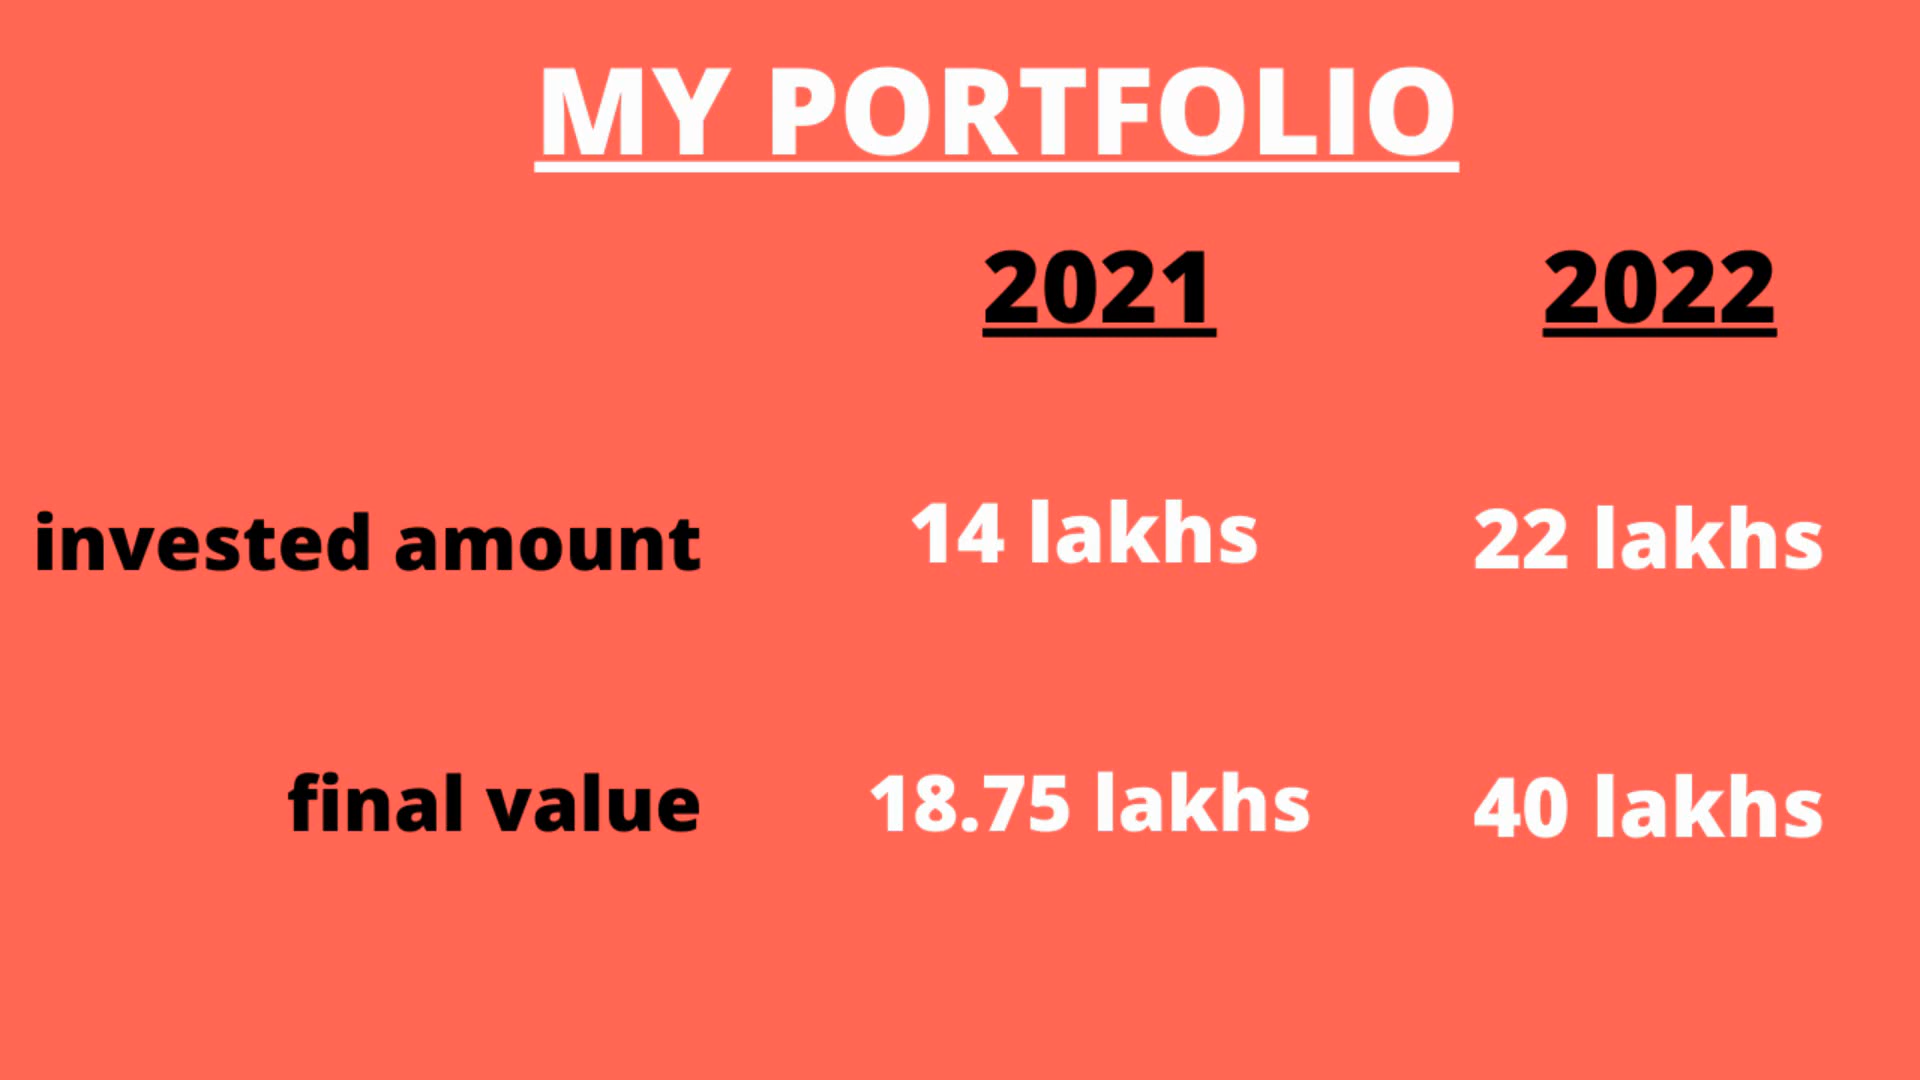 MY PORTFOLIO
2021 2022
invested amount 14 lakhs 22 lakhs
final value 18.75 lakhs 40 lakhs